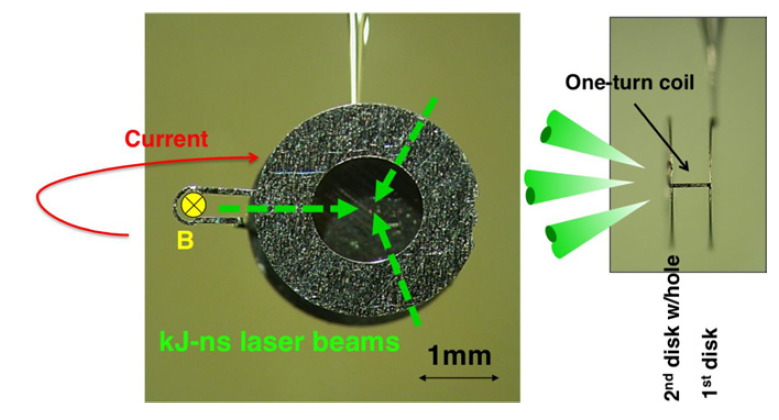 Current
B
kJ-ns laser beams
1mm
One-turn coil
2nd disk w/hole
1st disk